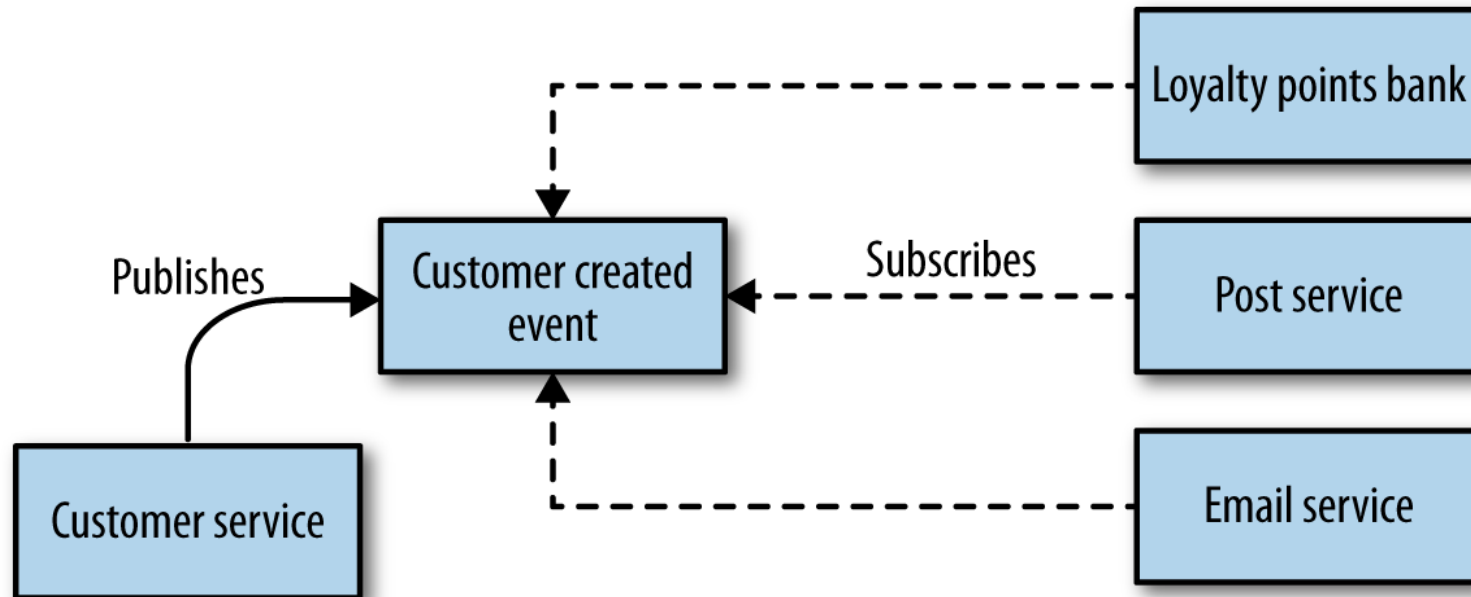 Loyalty points bank
Publishes
Customer created
event
Subscribes
Post service
Customer service
Email service